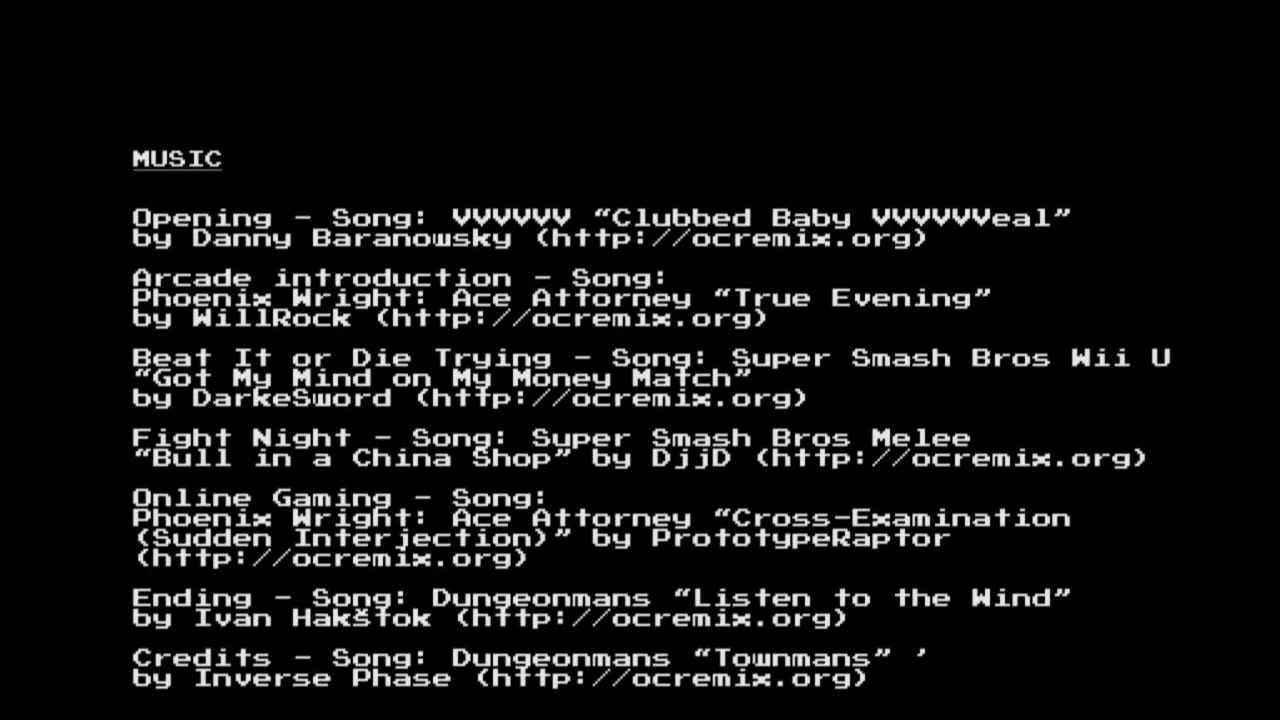 MUSIC
Opening - Song: VVVVVV “Clubbed Baby VVVVVVeal”
by Danny Baranowsky (http://ocremix.org)
Arcade introduction - Song:
Phoenix Wright: Ace Attorney “True Evening”
by WillRock (http://ocremix.org)
Beat It or Die Trying - Song: Super Smash Bros Wii U
“Got My Mind on My Money Match”
by DarkeSword (http://ocremix.org)
Fight Night - Song: Super Smash Bros Melee
“Bull in a China Shop” by DjjD (http://ocremix.org)
Online Gaming - Song:
Phoenix Wright: Ace Attorney “Cross-Examination
(Sudden Interjection)” by PrototypeRaptor
(http://ocremix.org)
Ending - Song: Dungeonmans “Listen to the Wind”
by Ivan Hakštok (http://ocremix.org)
Credits - Song: Dungeonmans “Townmans” ’
by Inverse Phase (http://ocremix.org)